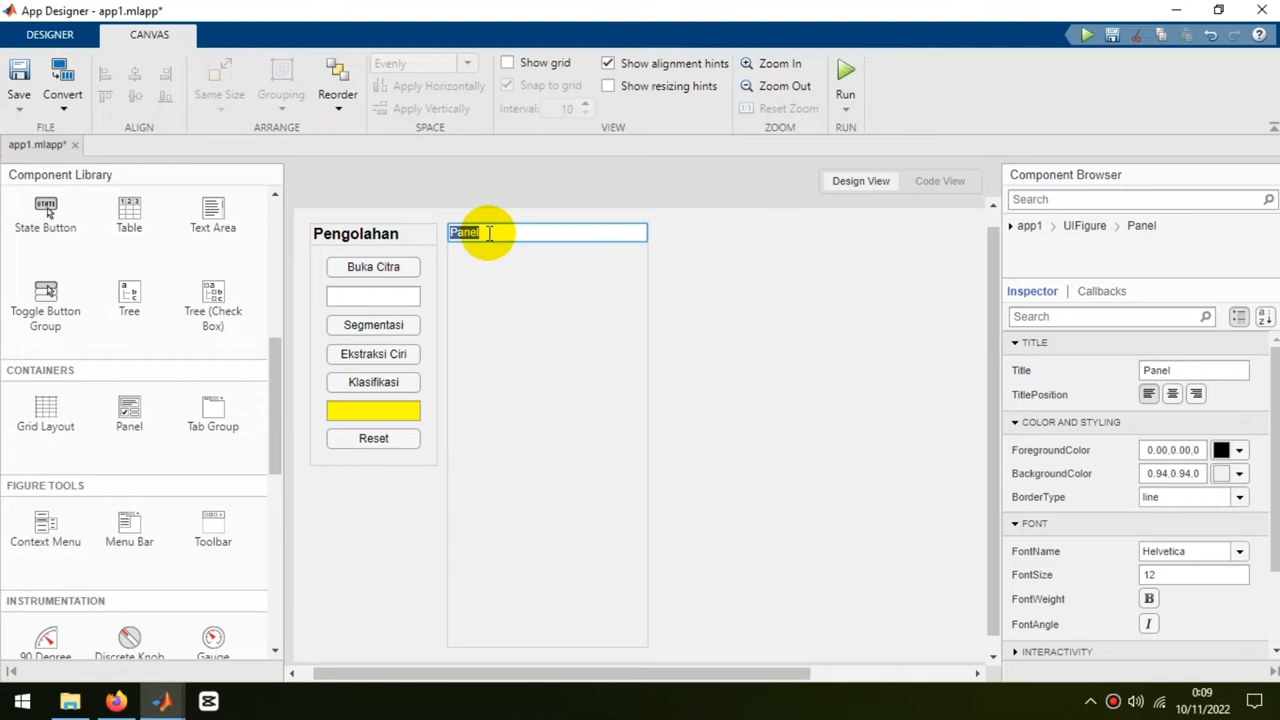 App Designer - app1.mlapp*
DESIGNER
CANVAS
Save
Convert
FILE
ALIGN
Same Size
Grouping
Reorder
ARRANGE
Evenly
Apply Horizontally
Apply Vertically
SPACE
Show grid
Snap to grid
Interval: 10
Show alignment hints
Show resizing hints
VIEW
Zoom In
Zoom Out
Reset Zoom
ZOOM
Run
RUN
app1.mlapp*
Component Library
STATE
State Button
Table
Text Area
Toggle Button
Group
Tree
Tree (Check
Box)
CONTAINERS
Grid Layout
Panel
Tab Group
FIGURE TOOLS
Context Menu
Menu Bar
Toolbar
INSTRUMENTATION
90 Degree
Discrete Knob
Gauge
Design View
Code View
Pengolahan
Buka Citra
Segmentasi
Ekstraksi Ciri
Klasifikasi
Reset
Panel
Component Browser
Search
app1 > UIFigure > Panel
Inspector | Callbacks
Search
TITLE
Title Panel
TitlePosition
COLOR AND STYLING
ForegroundColor 0.00,0.00,0
BackgroundColor 0.94,0.94,0
BorderType line
FONT
FontName Helvetica
FontSize 12
FontWeight B
FontAngle I
INTERACTIVITY
0:09
10/11/2022